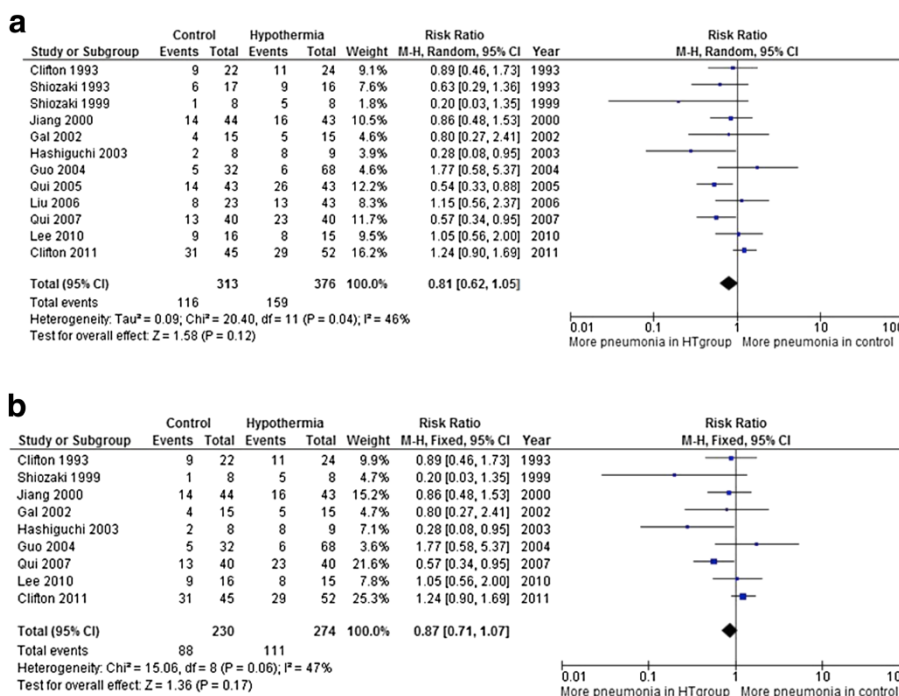 a
Control Hypothermia Risk Ratio Risk Ratio
Study or Subgroup Events Total Events Total Weight M-H, Random, 95% CI Year M-H, Random, 95% CI
Clifton 1993 9 22 11 24 9.1% 0.89 [0.46, 1.73] 1993
Shiozaki 1993 6 17 9 16 7.6% 0.63 [0.29, 1.36] 1993
Shiozaki 1999 1 8 5 8 1.8% 0.20 [0.03, 1.35] 1999
Jiang 2000 14 44 16 43 10.5% 0.86 [0.48, 1.53] 2000
Gal 2002 4 15 5 15 4.6% 0.80 [0.27, 2.41] 2002
Hashiguchi 2003 2 8 8 9 3.9% 0.28 [0.08, 0.95] 2003
Guo 2004 5 32 6 68 4.6% 1.77 [0.58, 5.37] 2004
Qui 2005 14 43 26 43 12.2% 0.54 [0.33, 0.88] 2005
Liu 2006 8 23 13 43 8.3% 1.15 [0.56, 2.37] 2006
Qui 2007 13 40 23 40 11.7% 0.57 [0.34, 0.95] 2007
Lee 2010 9 16 8 15 9.5% 1.05 [0.56, 2.00] 2010
Clifton 2011 31 45 29 52 16.2% 1.24 [0.90, 1.69] 2011
Total (95% CI) 313 376 100.0% 0.81 [0.62, 1.05]
Total events 116 159
Heterogeneity: Tau² = 0.09; Chi² = 20.40, df = 11 (P = 0.04); I² = 46%
Test for overall effect: Z = 1.58 (P = 0.12)
0.01 0.1 1 10 100
More pneumonia in HTgroup More pneumonia in control
b
Control Hypothermia Risk Ratio Risk Ratio
Study or Subgroup Events Total Events Total Weight M-H, Fixed, 95% CI Year M-H, Fixed, 95% CI
Clifton 1993 9 22 11 24 9.9% 0.89 [0.46, 1.73] 1993
Shiozaki 1999 1 8 5 8 4.7% 0.20 [0.03, 1.35] 1999
Jiang 2000 14 44 16 43 15.2% 0.86 [0.48, 1.53] 2000
Gal 2002 4 15 5 15 4.7% 0.80 [0.27, 2.41] 2002
Hashiguchi 2003 2 8 8 9 7.1% 0.28 [0.08, 0.95] 2003
Guo 2004 5 32 6 68 3.6% 1.77 [0.58, 5.37] 2004
Qui 2007 13 40 23 40 21.6% 0.57 [0.34, 0.95] 2007
Lee 2010 9 16 8 15 7.8% 1.05 [0.56, 2.00] 2010
Clifton 2011 31 45 29 52 25.3% 1.24 [0.90, 1.69] 2011
Total (95% CI) 230 274 100.0% 0.87 [0.71, 1.07]
Total events 88 111
Heterogeneity: Chi² = 15.06, df = 8 (P = 0.06); I² = 47%
Test for overall effect: Z = 1.36 (P = 0.17)
0.01 0.1 1 10 100
More pneumonia in HTgroup More pneumonia in control